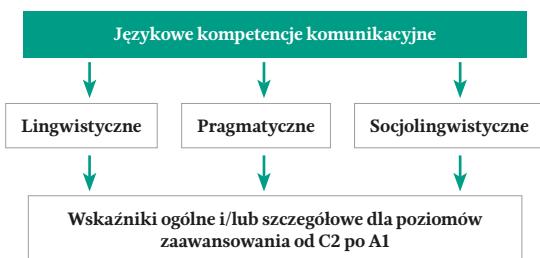 Językowe kompetencje komunikacyjne
Lingwistyczne
Pragmatyczne
Socjolingwistyczne
Wskaźniki ogólne i/lub szczegółowe dla poziomów
zaawansowania od C2 po A1